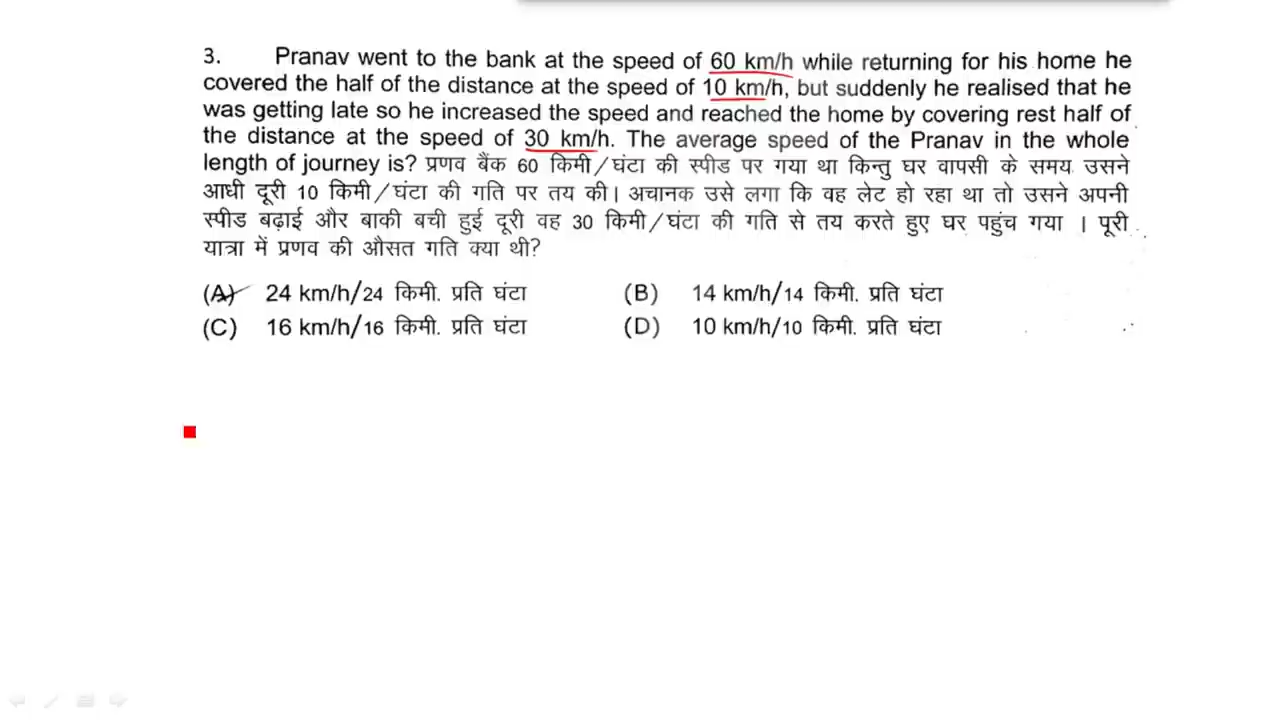 3. Pranav went to the bank at the speed of 60 km/h while returning for his home he
covered the half of the distance at the speed of 10 km/h, but suddenly he realised that he
was getting late so he increased the speed and reached the home by covering rest half of
the distance at the speed of 30 km/h. The average speed of the Pranav in the whole
length of journey is? प्रणव बैंक 60 किमी/घंटा की स्पीड पर गया था किन्तु घर वापसी के समय उसने
आधी दूरी 10 किमी/घंटा की गति पर तय की। अचानक उसे लगा कि वह लेट हो रहा था तो उसने अपनी
स्पीड बढ़ाई और बाकी बची हुई दूरी वह 30 किमी/घंटा की गति से तय करते हुए घर पहुंच गया । पूरी
यात्रा में प्रणव की औसत गति क्या थी?
(A) 24 km/h/24 किमी. प्रति घंटा (B) 14 km/h/14 किमी. प्रति घंटा
(C) 16 km/h/16 किमी. प्रति घंटा (D) 10 km/h/10 किमी. प्रति घंटा